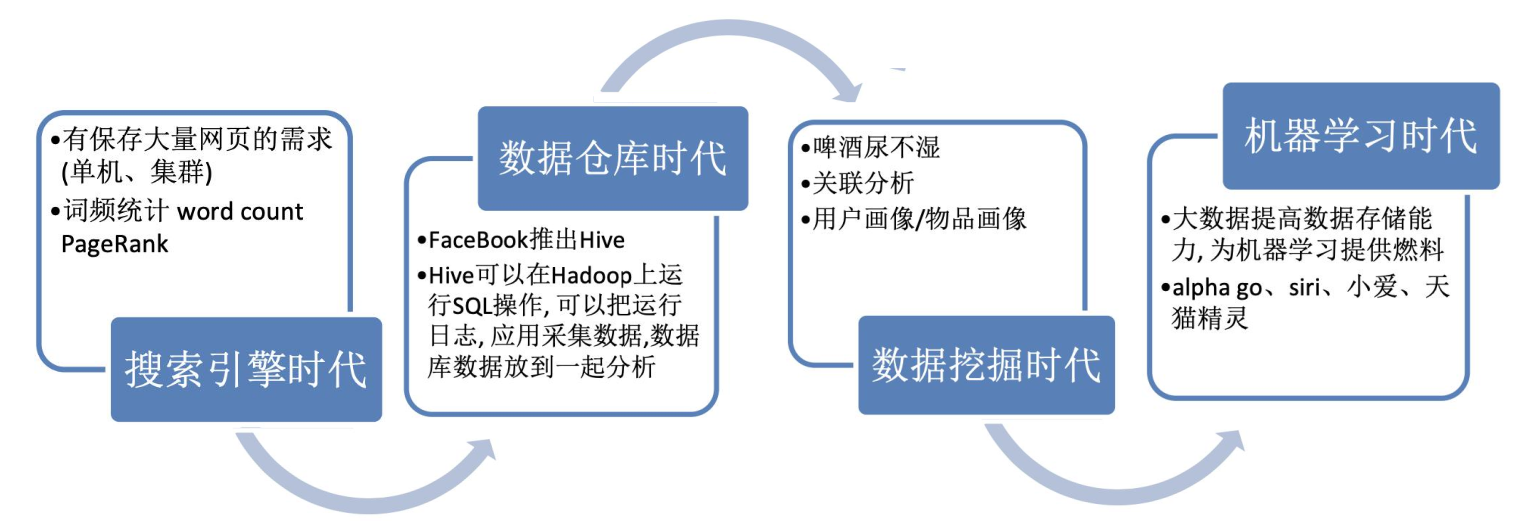 •有保存大量网页的需求
(单机、集群)
•词频统计 word count
PageRank
搜索引擎时代
数据仓库时代
•FaceBook推出Hive
•Hive可以在Hadoop上运
行SQL操作, 可以把运行
日志, 应用采集数据,数据
库数据放到一起分析
•啤酒尿不湿
•关联分析
•用户画像/物品画像
数据挖掘时代
机器学习时代
•大数据提高数据存储能
力, 为机器学习提供燃料
•alpha go、siri、小爱、天
猫精灵